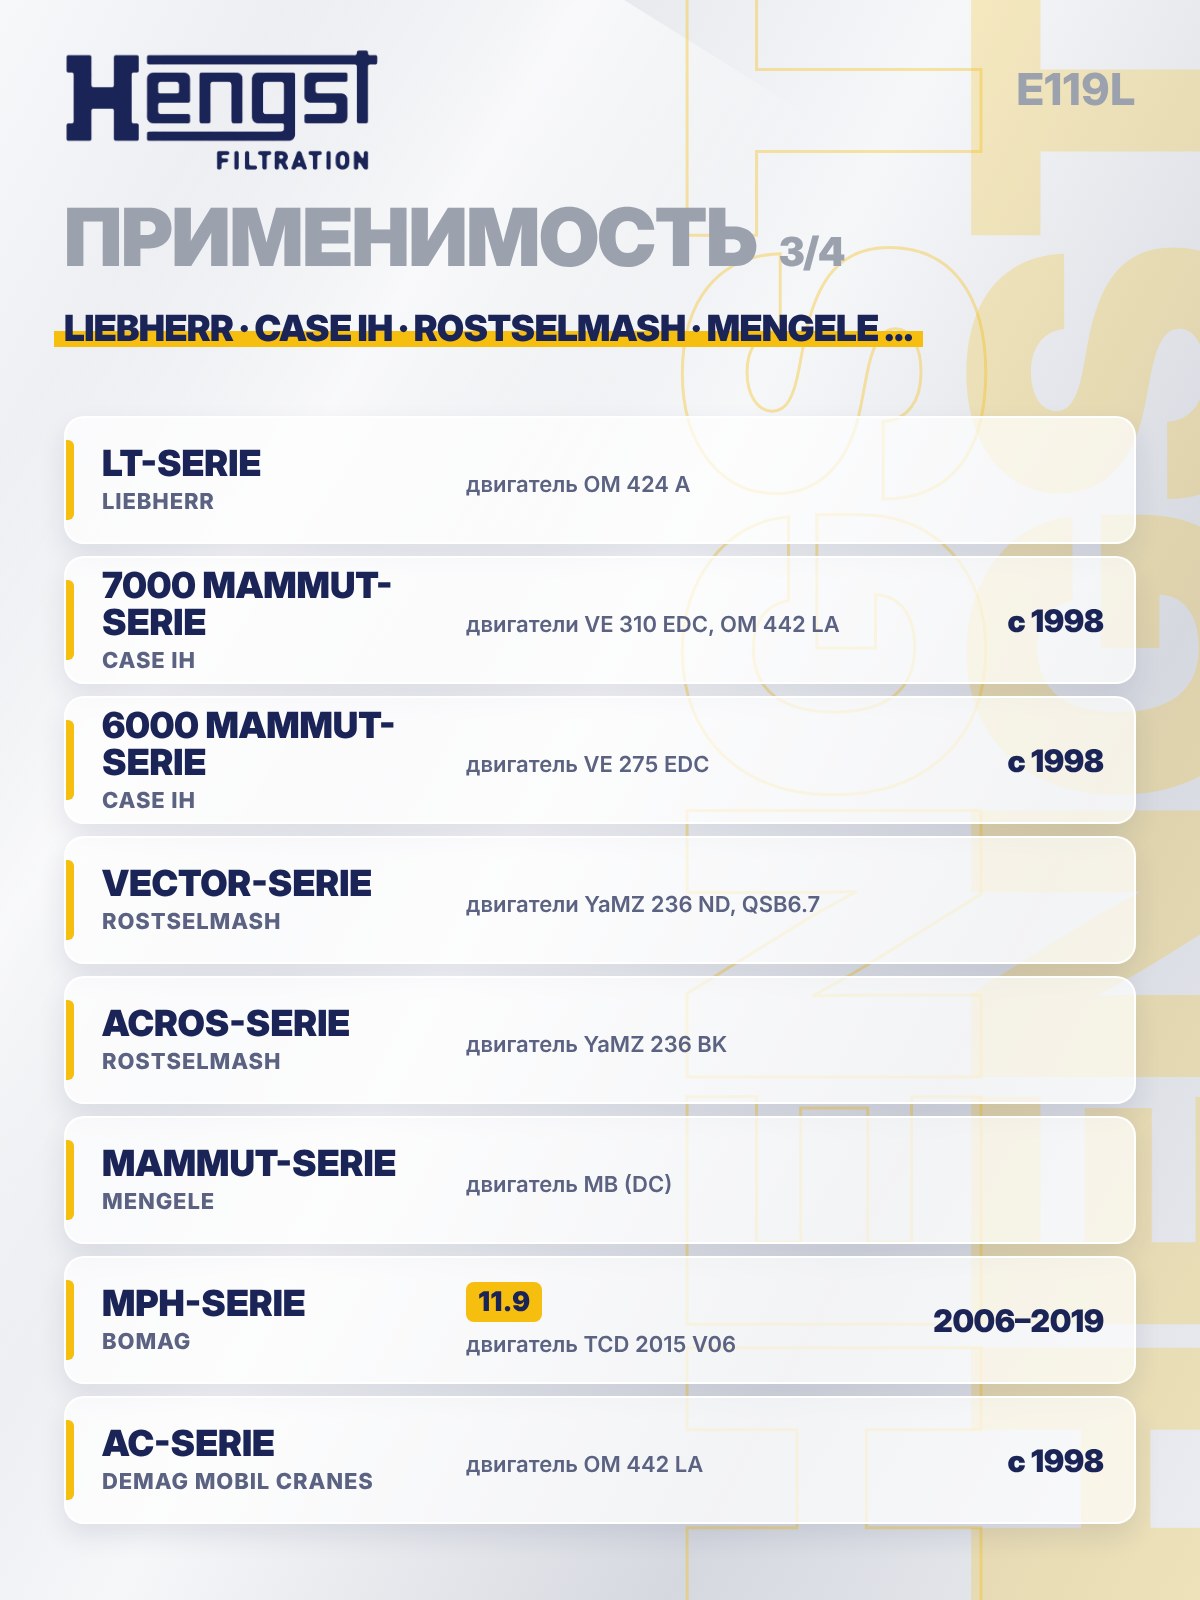 Hengst
FILTRATION
E119L
ПРИМЕНИМОСТЬ 3/4
LIEBHERR · CASE IH · ROSTSELMASH · MENGELE ...
LT-SERIE
LIEBHERR
двигатель OM 424 A
7000 MAMMUT-
SERIE
CASE IH
двигатели VE 310 EDC, OM 442 LA
с 1998
6000 MAMMUT-
SERIE
CASE IH
двигатель VE 275 EDC
с 1998
VECTOR-SERIE
ROSTSELMASH
двигатели YaMZ 236 ND, QSB6.7
ACROS-SERIE
ROSTSELMASH
двигатель YaMZ 236 BK
MAMMUT-SERIE
MENGELE
двигатель MB (DC)
MPH-SERIE
BOMAG
11.9
двигатель TCD 2015 V06
2006–2019
AC-SERIE
DEMAG MOBIL CRANES
двигатель OM 442 LA
с 1998
HENGST
HENGST